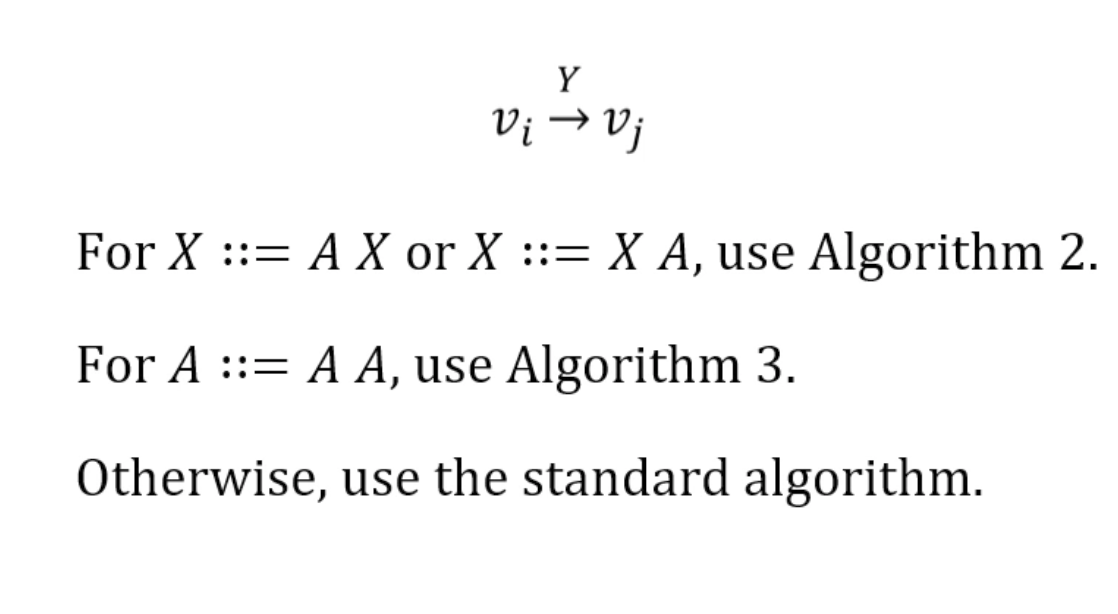 Y
v_i → v_j
For X ::= A X or X ::= X A, use Algorithm 2.
For A ::= A A, use Algorithm 3.
Otherwise, use the standard algorithm.